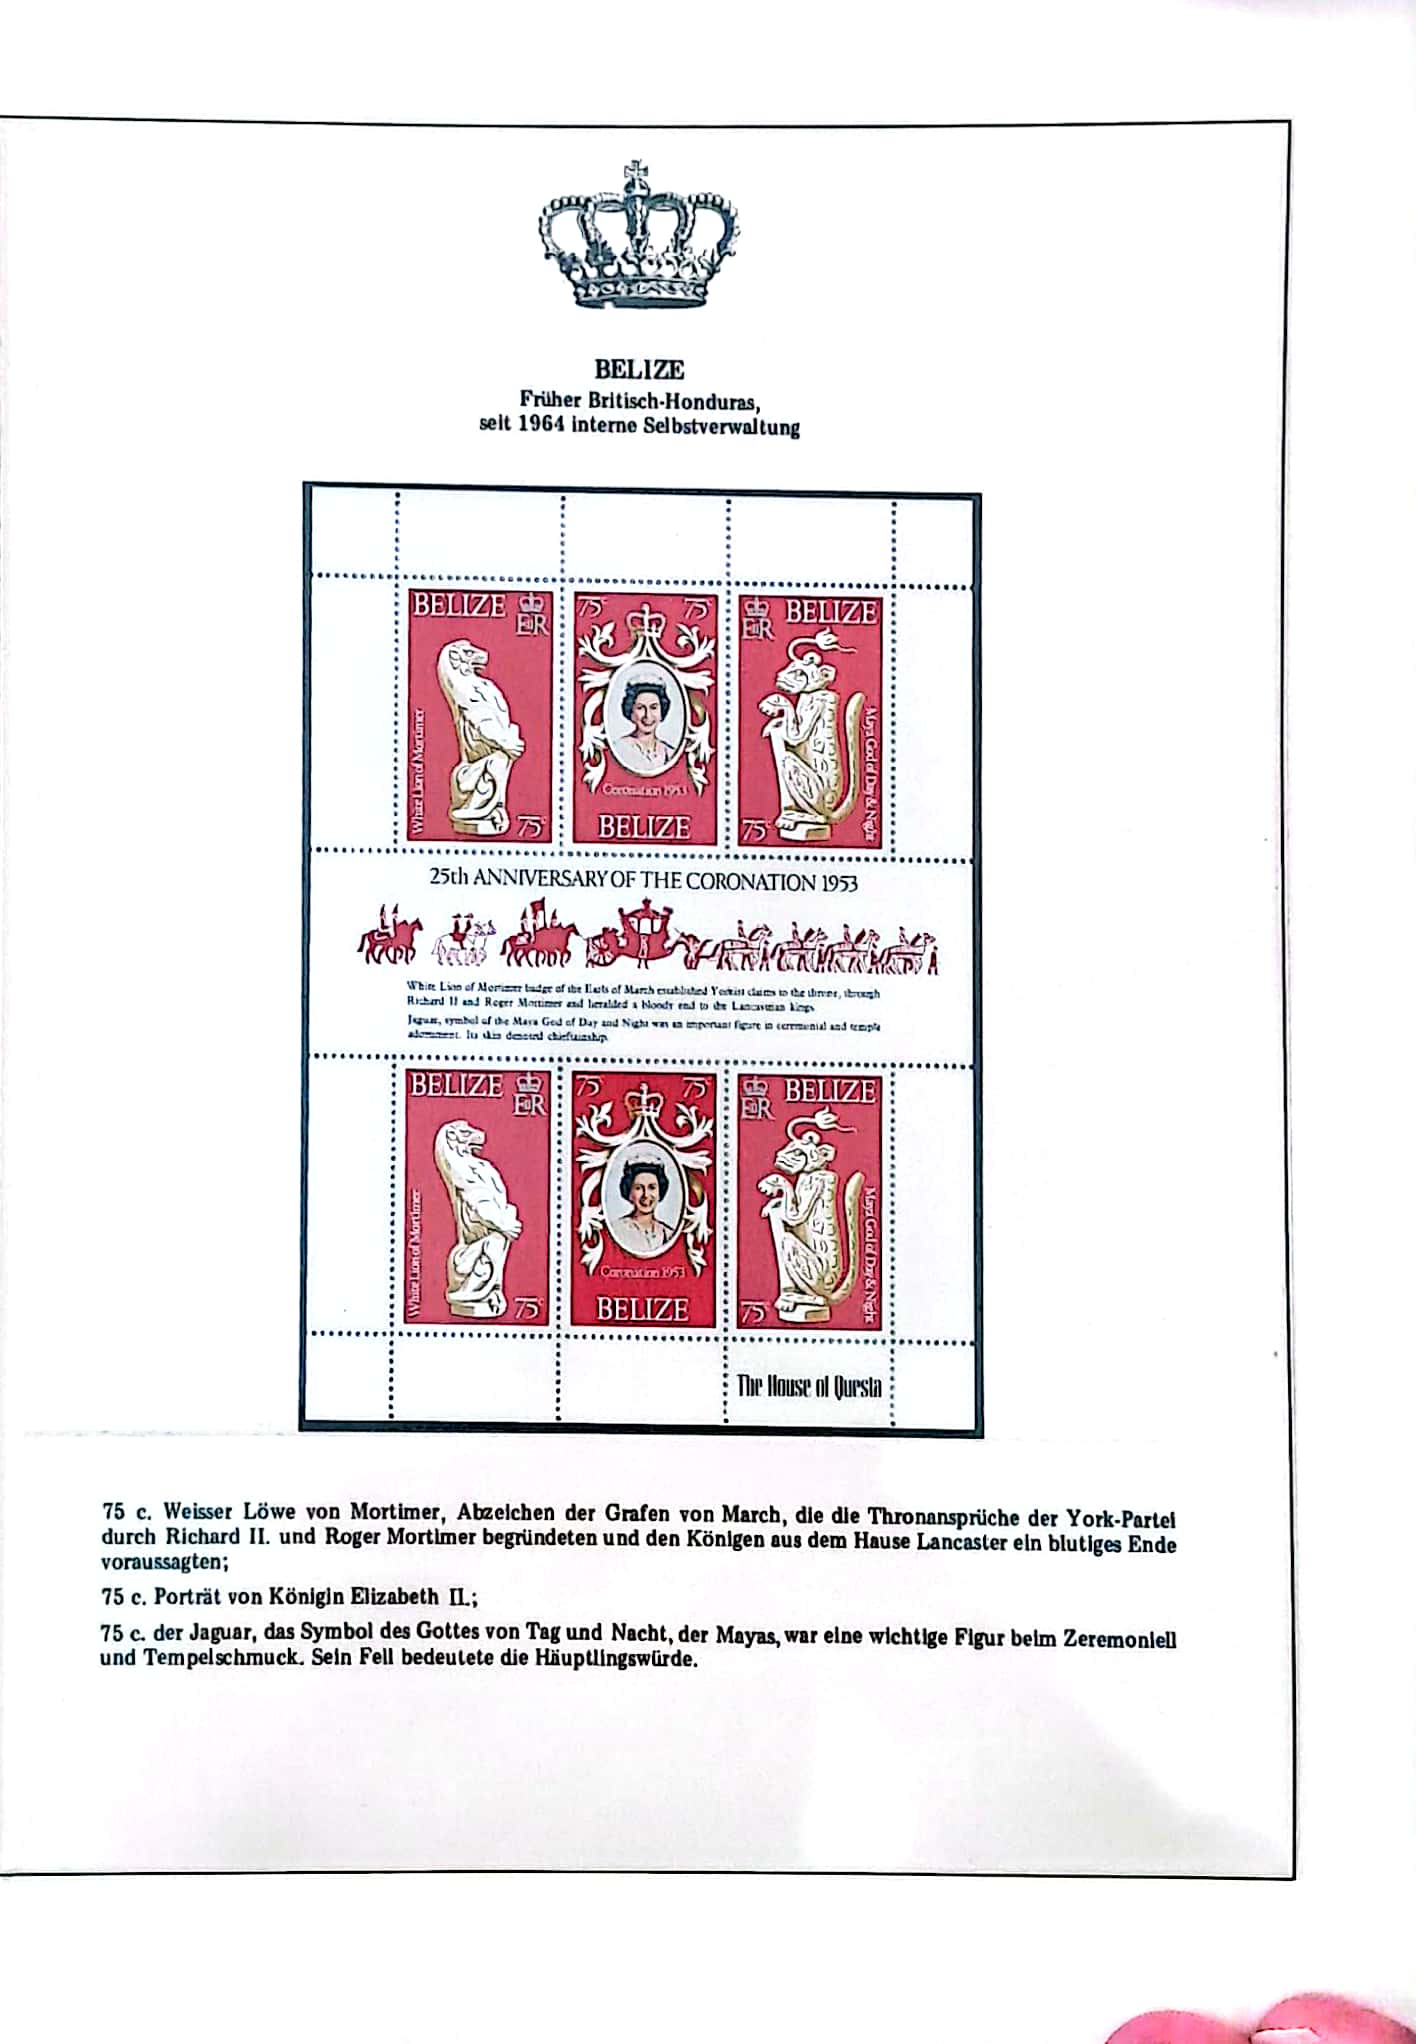 BELIZE
Früher Britisch-Honduras,
seit 1964 interne Selbstverwaltung
BELIZE
EIIR
White Lion of Mortimer
75c
75c 75c
Coronation 1953
BELIZE
EIIR
BELIZE
Maya God of Day & Night
75c
25th ANNIVERSARY OF THE CORONATION 1953
White Lion of Mortimer badge of the Earls of March established Yorkist claims to the throne, through
Richard II and Roger Mortimer and heralded a bloody end to the Lancastrian kings
Jaguar, symbol of the Maya God of Day and Night was an important figure in ceremonial and temple
adornment. Its skin denoted chieftainship.
BELIZE
EIIR
White Lion of Mortimer
75c
75c 75c
Coronation 1953
BELIZE
EIIR
BELIZE
Maya God of Day & Night
75c
The House of Questa
75 c. Weisser Löwe von Mortimer, Abzeichen der Grafen von March, die die Thronansprüche der York-Partei
durch Richard II. und Roger Mortimer begründeten und den Königen aus dem Hause Lancaster ein blutiges Ende
voraussagten;
75 c. Porträt von Königin Elizabeth II.;
75 c. der Jaguar, das Symbol des Gottes von Tag und Nacht, der Mayas, war eine wichtige Figur beim Zeremoniell
und Tempelschmuck. Sein Fell bedeutete die Häuptlingswürde.